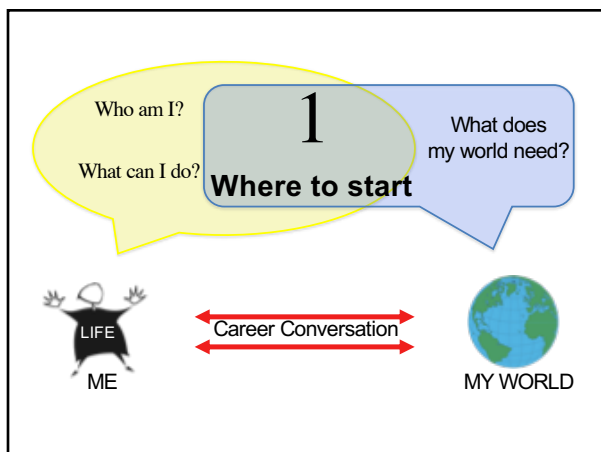 Who am I?
What can I do?
1
Where to start
What does
my world need?
LIFE
ME
Career Conversation
MY WORLD